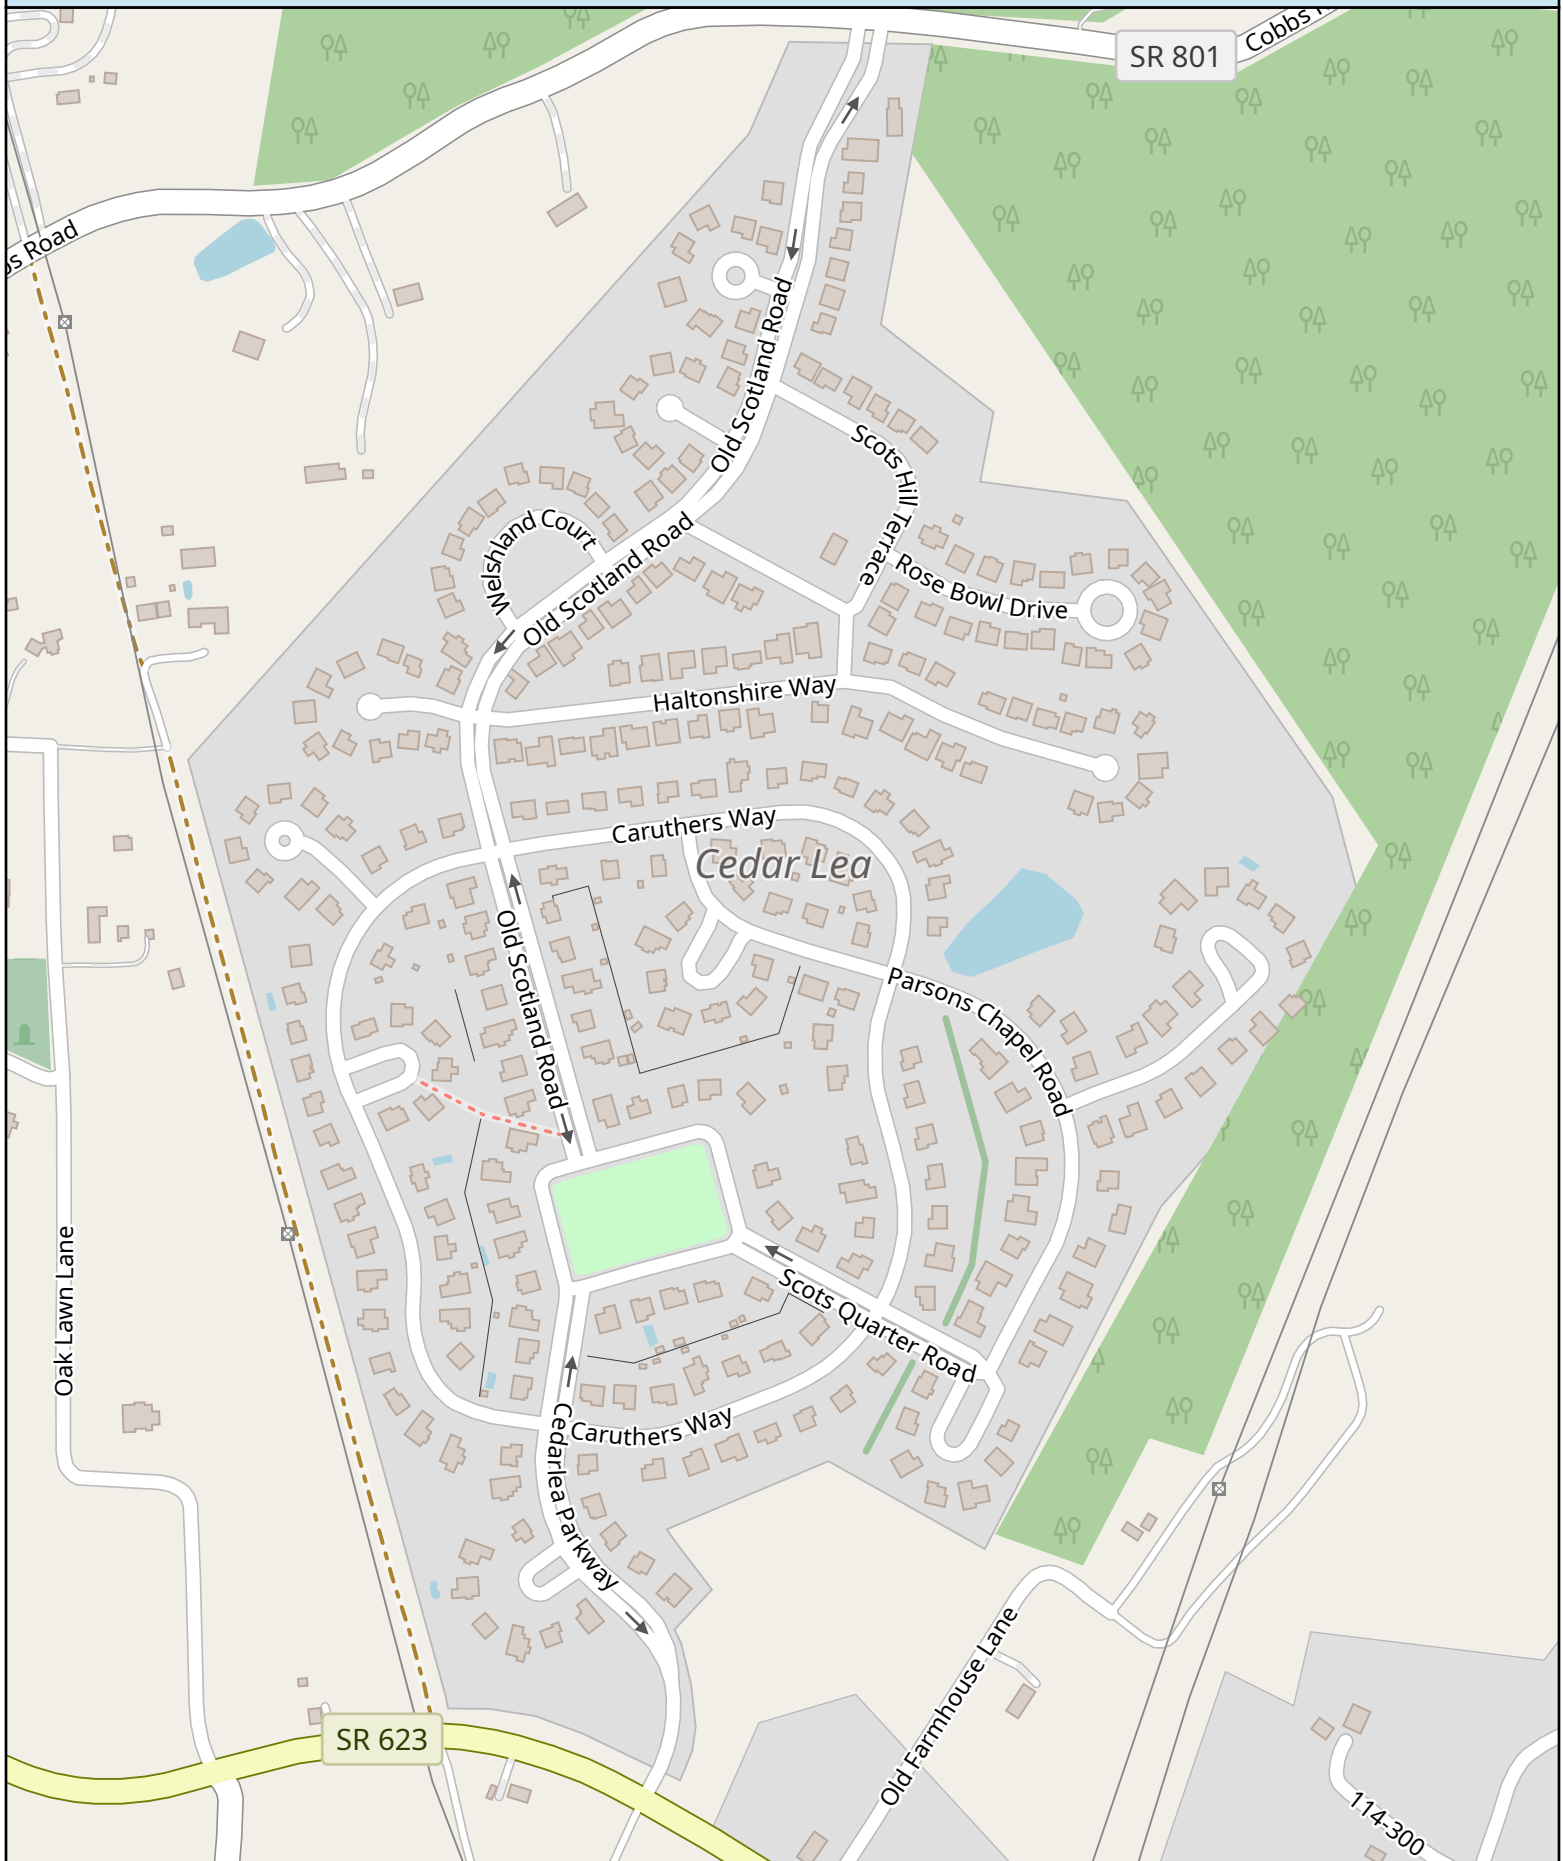 Cobbs
SR 801
bs Road
Old Scotland Road
Old Scotland Road
Scots Hill Terrace
Welshland Court
Rose Bowl Drive
Haltonshire Way
Caruthers Way
Cedar Lea
Old Scotland Road
Parsons Chapel Road
Oak Lawn Lane
Scots Quarter Road
Caruthers Way
Cedarlea Parkway
Old Farmhouse Lane
SR 623
114-300